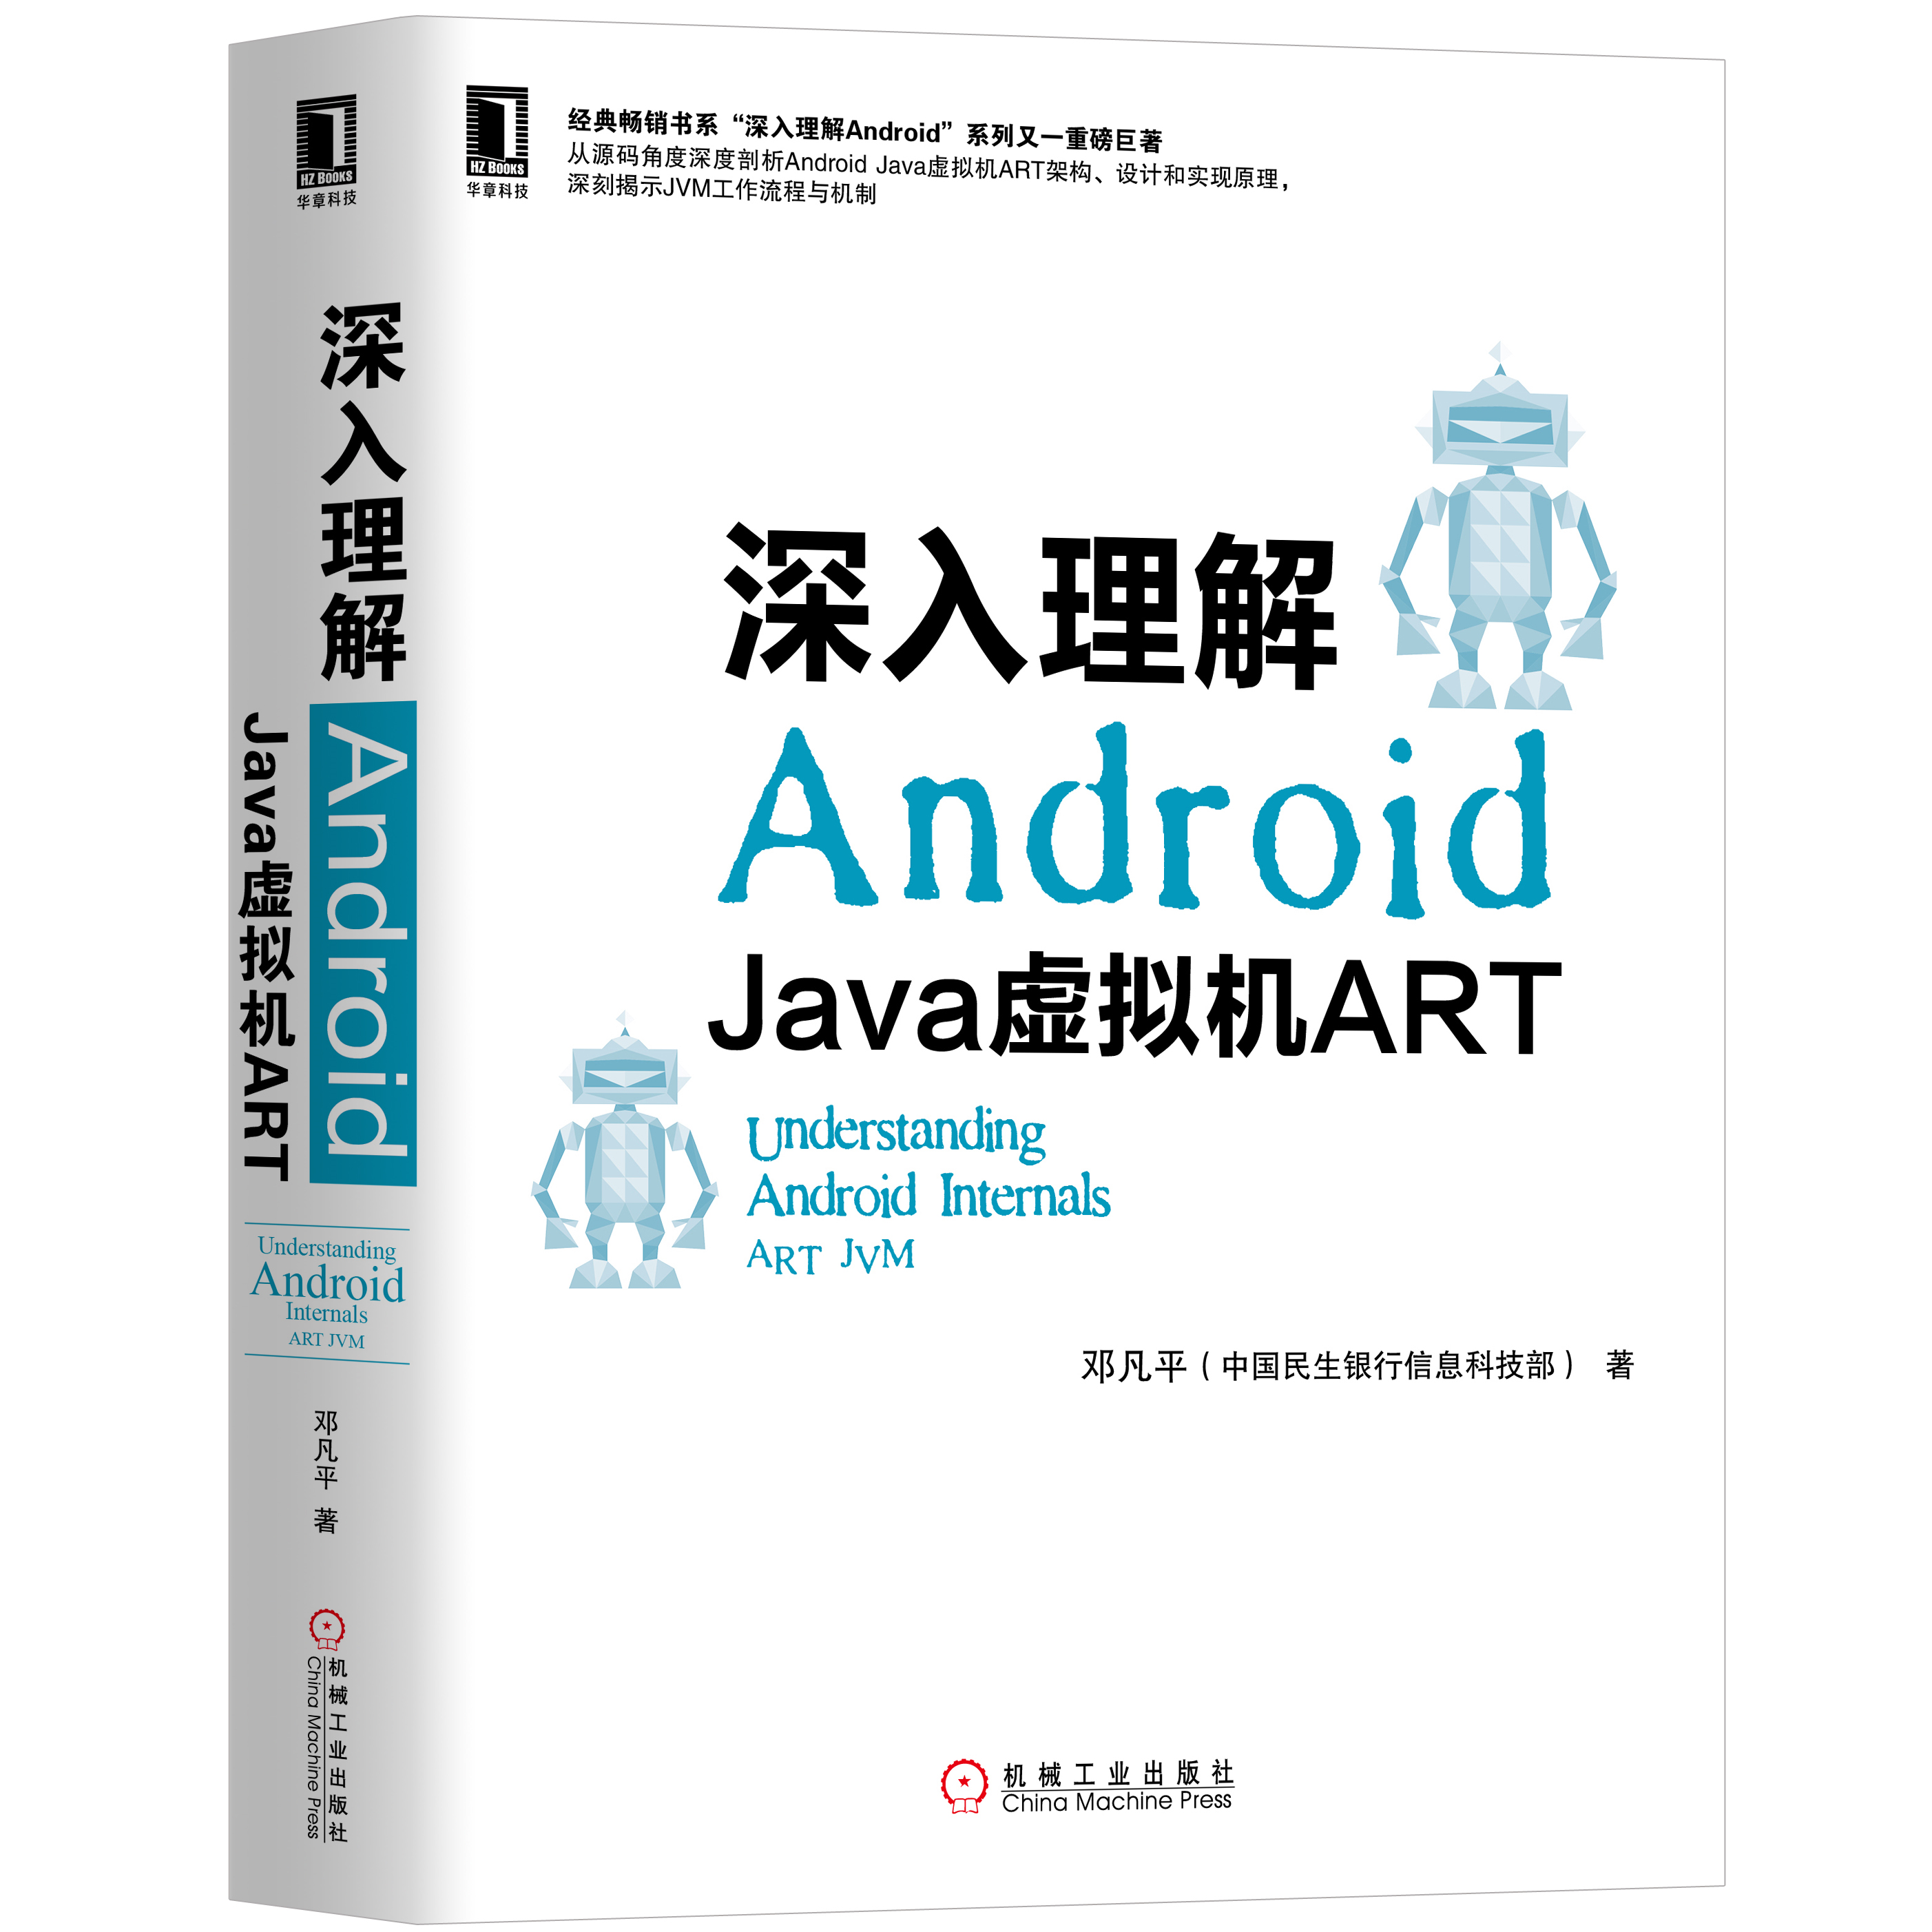 HZ BOOKS
华章科技
深入理解
Android
Java虚拟机ART
Understanding
Android
Internals
ART JVM
邓凡平 著
机械工业出版社
China Machine Press
HZ BOOKS
华章科技
经典畅销书系“深入理解Android”系列又一重磅巨著
从源码角度深度剖析Android Java虚拟机ART架构、设计和实现原理，
深刻揭示JVM工作流程与机制
深入理解
Android
Java虚拟机ART
Understanding
Android Internals
ART JVM
邓凡平（中国民生银行信息科技部） 著
机械工业出版社
China Machine Press